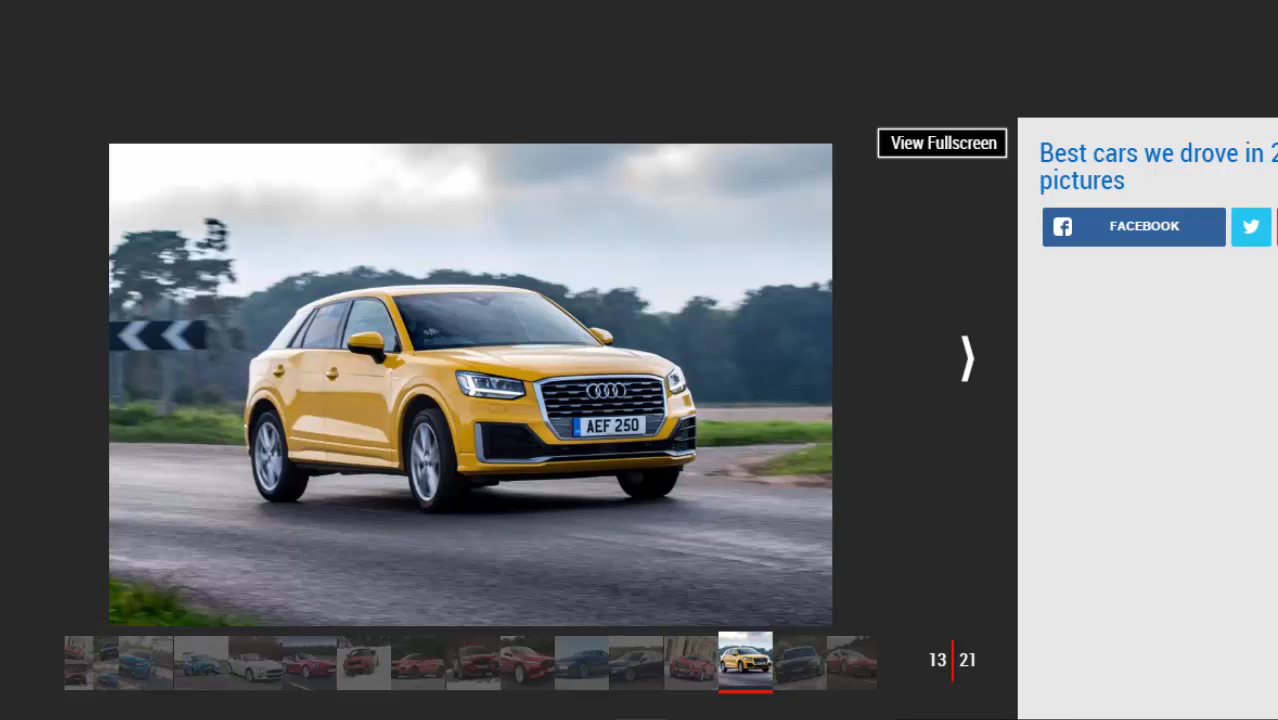 View Fullscreen
Best cars we drove in 2
pictures
FACEBOOK
AEF 250
13 21